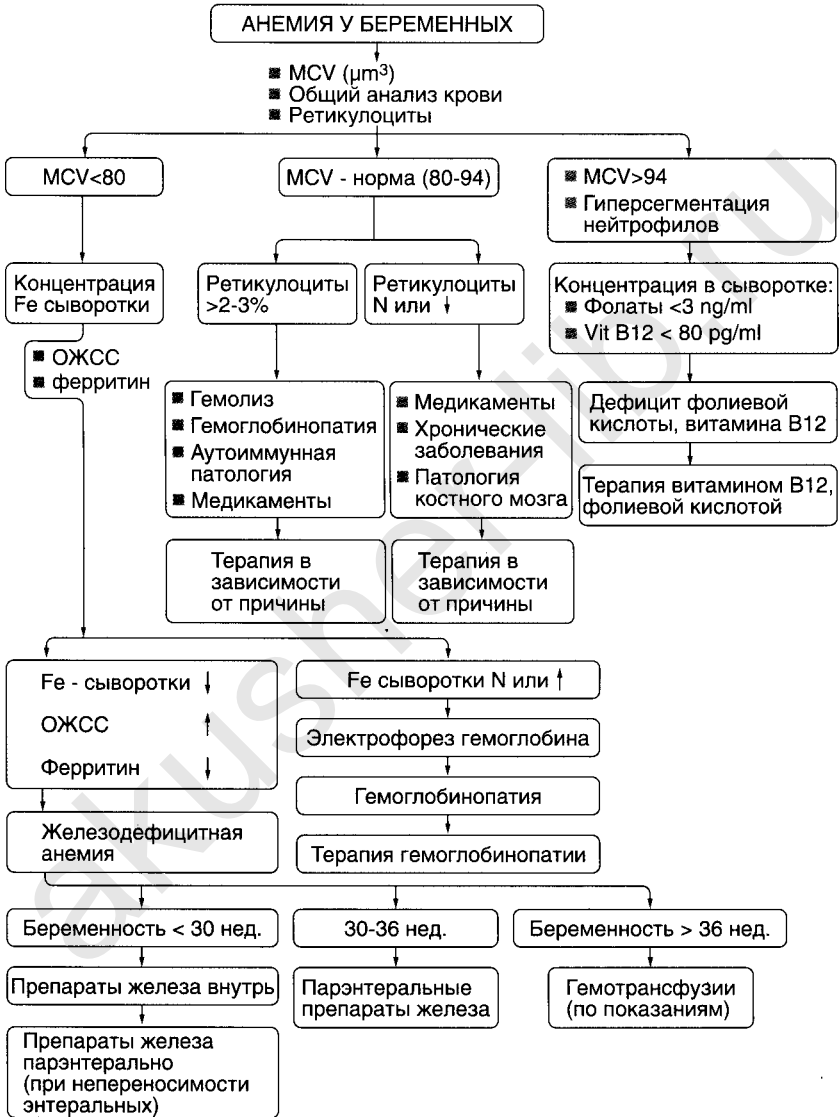 АНЕМИЯ У БЕРЕМЕННЫХ
MCV (µm³)
Общий анализ крови
Ретикулоциты
MCV<80
MCV - норма (80-94)
MCV>94
Гиперсегментация
нейтрофилов
Концентрация
Fe сыворотки
Ретикулоциты
>2-3%
Ретикулоциты
N или ↓
Концентрация в сыворотке:
Фолаты <3 ng/ml
Vit B12 < 80 pg/ml
ОЖСС
ферритин
Гемолиз
Гемоглобинопатия
Аутоиммунная
патология
Медикаменты
Медикаменты
Хронические
заболевания
Патология
костного мозга
Дефицит фолиевой
кислоты, витамина В12
Терапия витамином В12,
фолиевой кислотой
Терапия в
зависимости
от причины
Терапия в
зависимости
от причины
Fe - сыворотки ↓
ОЖСС ↑
Ферритин ↓
Fe сыворотки N или ↑
Электрофорез гемоглобина
Гемоглобинопатия
Терапия гемоглобинопатии
Железодефицитная
анемия
Беременность < 30 нед.
30-36 нед.
Беременность > 36 нед.
Препараты железа внутрь
Парэнтеральные
препараты железа
Гемотрансфузии
(по показаниям)
Препараты железа
парэнтерально
(при непереносимости
энтеральных)
akusher-lib.ru